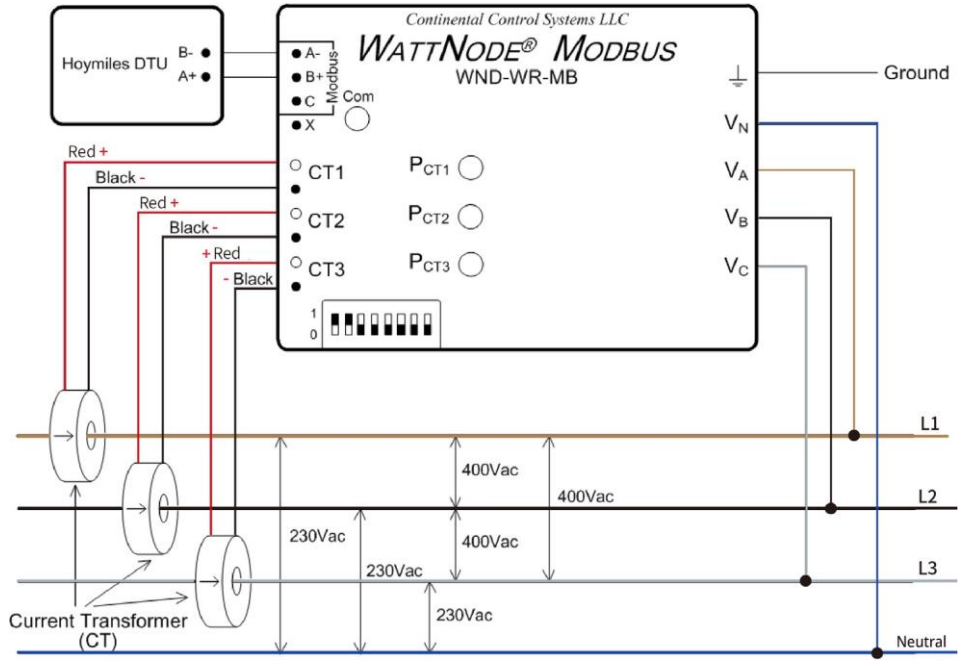 Continental Control Systems LLC
WATTNODE® MODBUS
WND-WR-MB
Hoymiles DTU
B-
A+
A-
B+
C
X
Modbus
Com
Ground
VN
VA
VB
VC
Red +
Black -
Red +
Black -
+ Red
- Black
CT1
CT2
CT3
PCT1
PCT2
PCT3
1
0
L1
400Vac
400Vac
L2
230Vac
400Vac
230Vac
L3
230Vac
Current Transformer
(CT)
Neutral